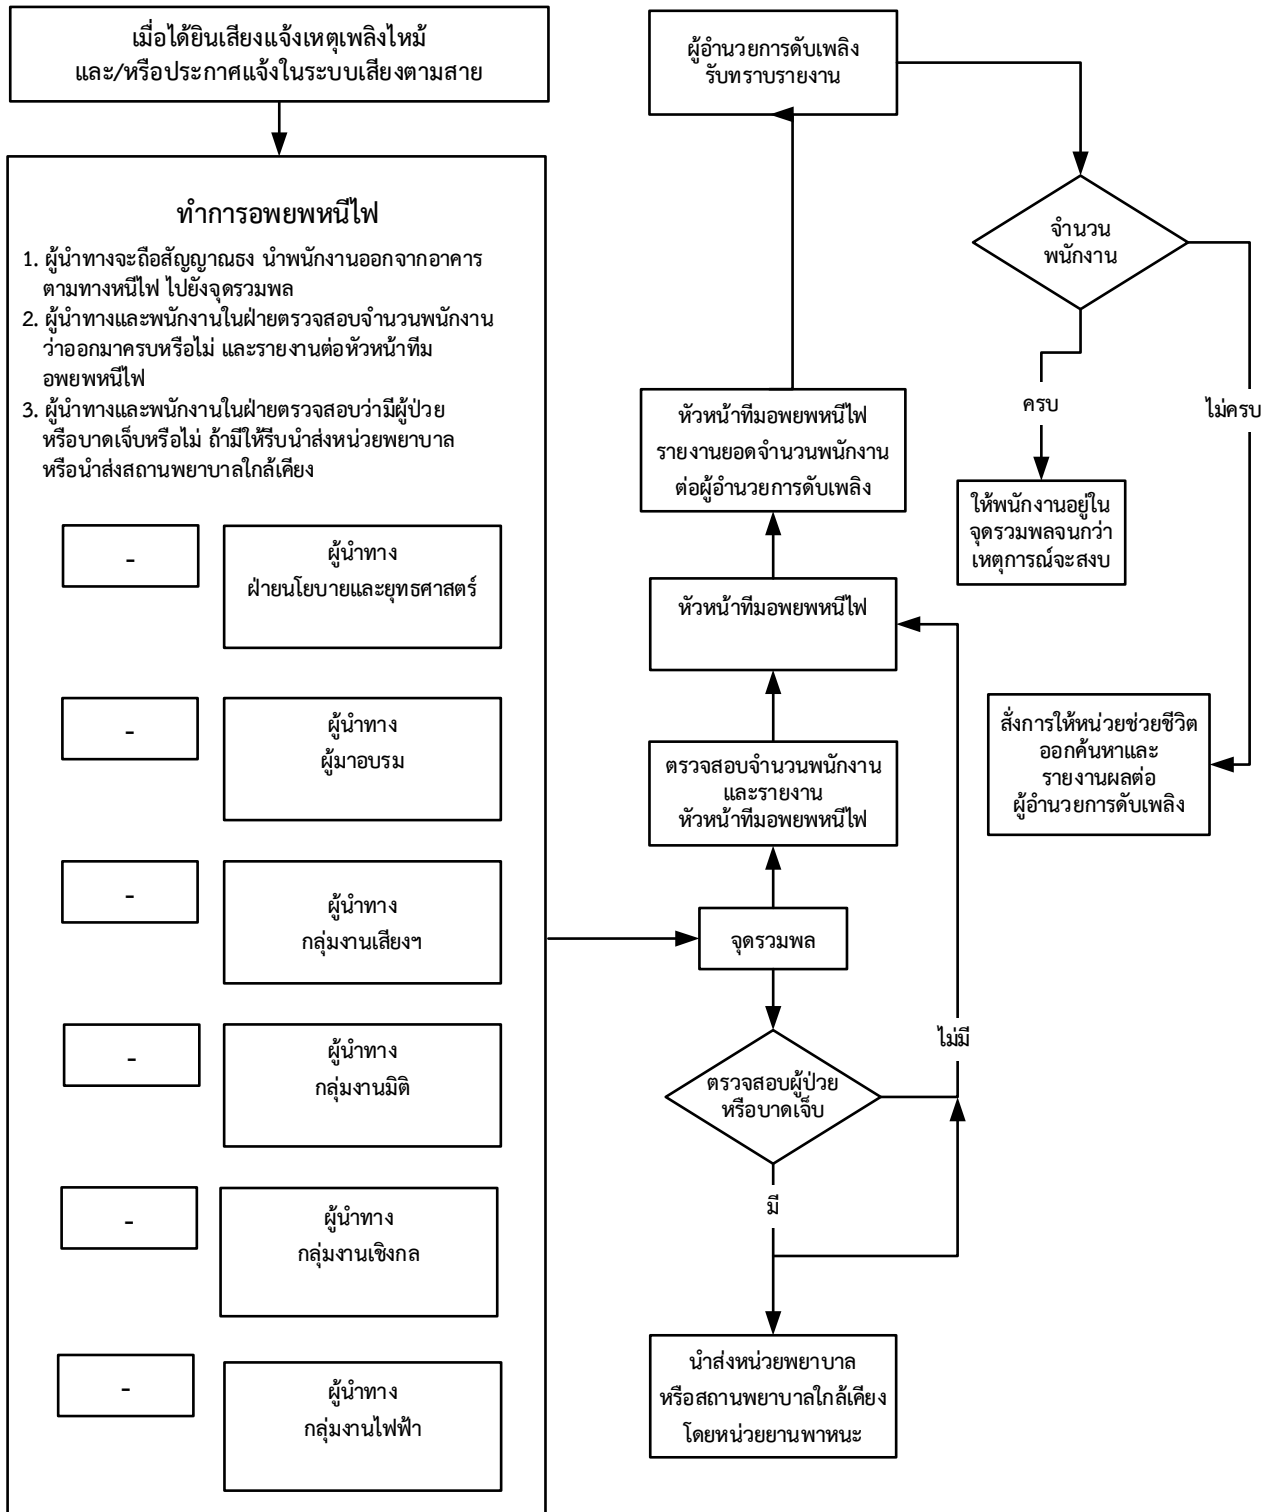 เมื่อได้ยินเสียงแจ้งเหตุเพลิงไหม้
และ/หรือประกาศแจ้งในระบบเสียงตามสาย
ทำการอพยพหนีไฟ
1. ผู้นำทางจะถือสัญญาณธง นำพนักงานออกจากอาคาร
ตามทางหนีไฟ ไปยังจุดรวมพล
2. ผู้นำทางและพนักงานในฝ่ายตรวจสอบจำนวนพนักงาน
ว่าออกมาครบหรือไม่ และรายงานต่อหัวหน้าทีม
อพยพหนีไฟ
3. ผู้นำทางและพนักงานในฝ่ายตรวจสอบว่ามีผู้ป่วย
หรือบาดเจ็บหรือไม่ ถ้ามีให้รีบนำส่งหน่วยพยาบาล
หรือนำส่งสถานพยาบาลใกล้เคียง
-
ผู้นำทาง
ฝ่ายนโยบายและยุทธศาสตร์
-
ผู้นำทาง
ผู้มาอบรม
-
ผู้นำทาง
กลุ่มงานเสียงฯ
-
ผู้นำทาง
กลุ่มงานมิติ
-
ผู้นำทาง
กลุ่มงานเชิงกล
-
ผู้นำทาง
กลุ่มงานไฟฟ้า
ผู้อำนวยการดับเพลิง
รับทราบรายงาน
หัวหน้าทีมอพยพหนีไฟ
รายงานยอดจำนวนพนักงาน
ต่อผู้อำนวยการดับเพลิง
หัวหน้าทีมอพยพหนีไฟ
ตรวจสอบจำนวนพนักงาน
และรายงาน
หัวหน้าทีมอพยพหนีไฟ
จุดรวมพล
ตรวจสอบผู้ป่วย
หรือบาดเจ็บ
ไม่มี
มี
นำส่งหน่วยพยาบาล
หรือสถานพยาบาลใกล้เคียง
โดยหน่วยยานพาหนะ
จำนวน
พนักงาน
ครบ
ไม่ครบ
ให้พนักงานอยู่ใน
จุดรวมพลจนกว่า
เหตุการณ์จะสงบ
สั่งการให้หน่วยช่วยชีวิต
ออกค้นหาและ
รายงานผลต่อ
ผู้อำนวยการดับเพลิง